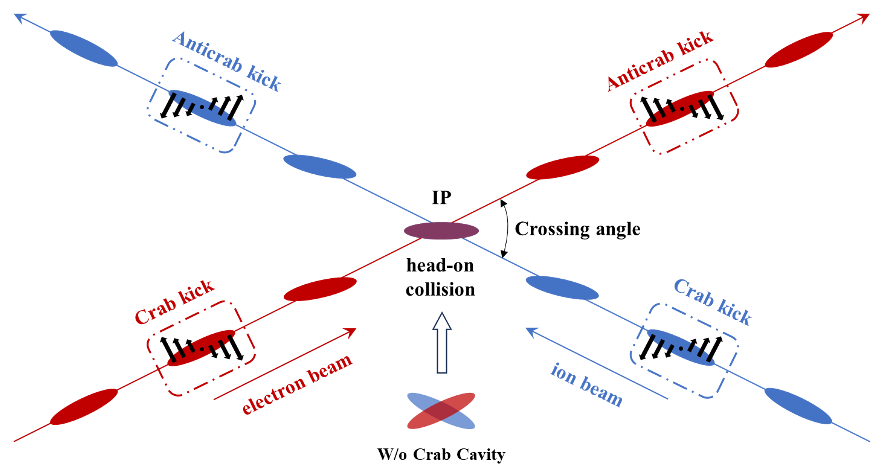 Anticrab kick
Anticrab kick
IP
Crossing angle
head-on
collision
Crab kick
Crab kick
electron beam
ion beam
W/o Crab Cavity